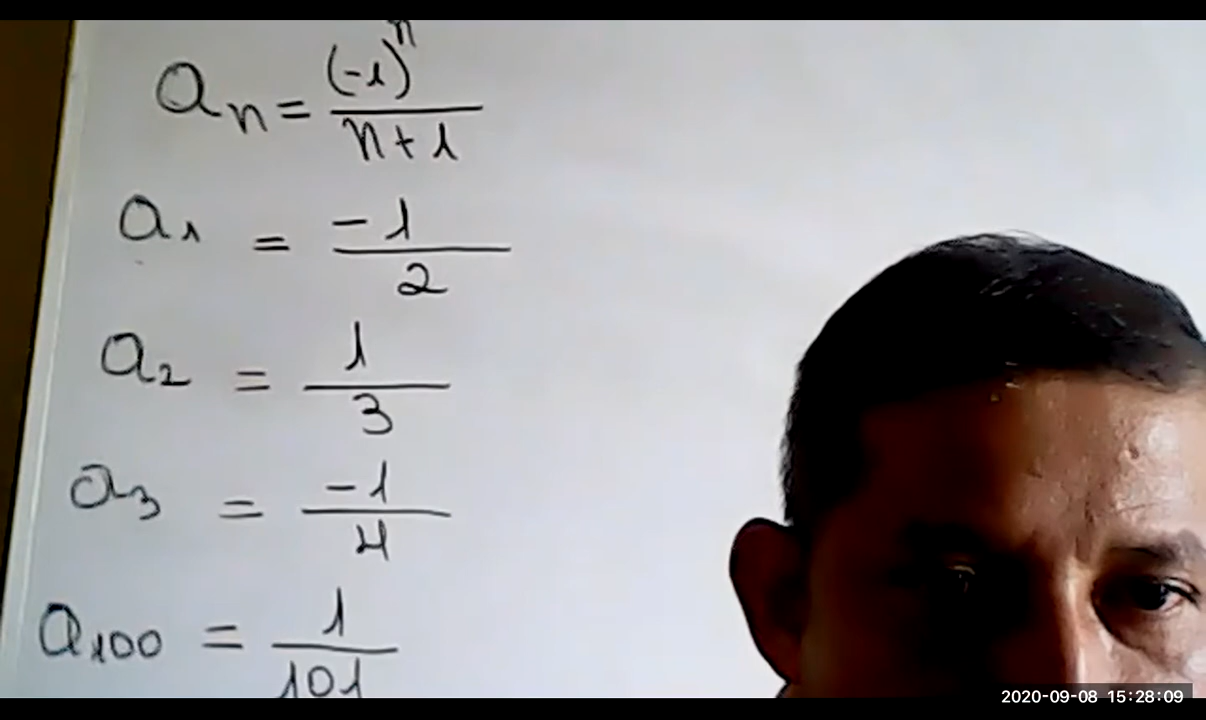 aₙ = (-1)ⁿ / n+1
a₁ = -1 / 2
a₂ = 1 / 3
a₃ = -1 / 4
a₁₀₀ = 1 / 101
2020-09-08 15:28:09